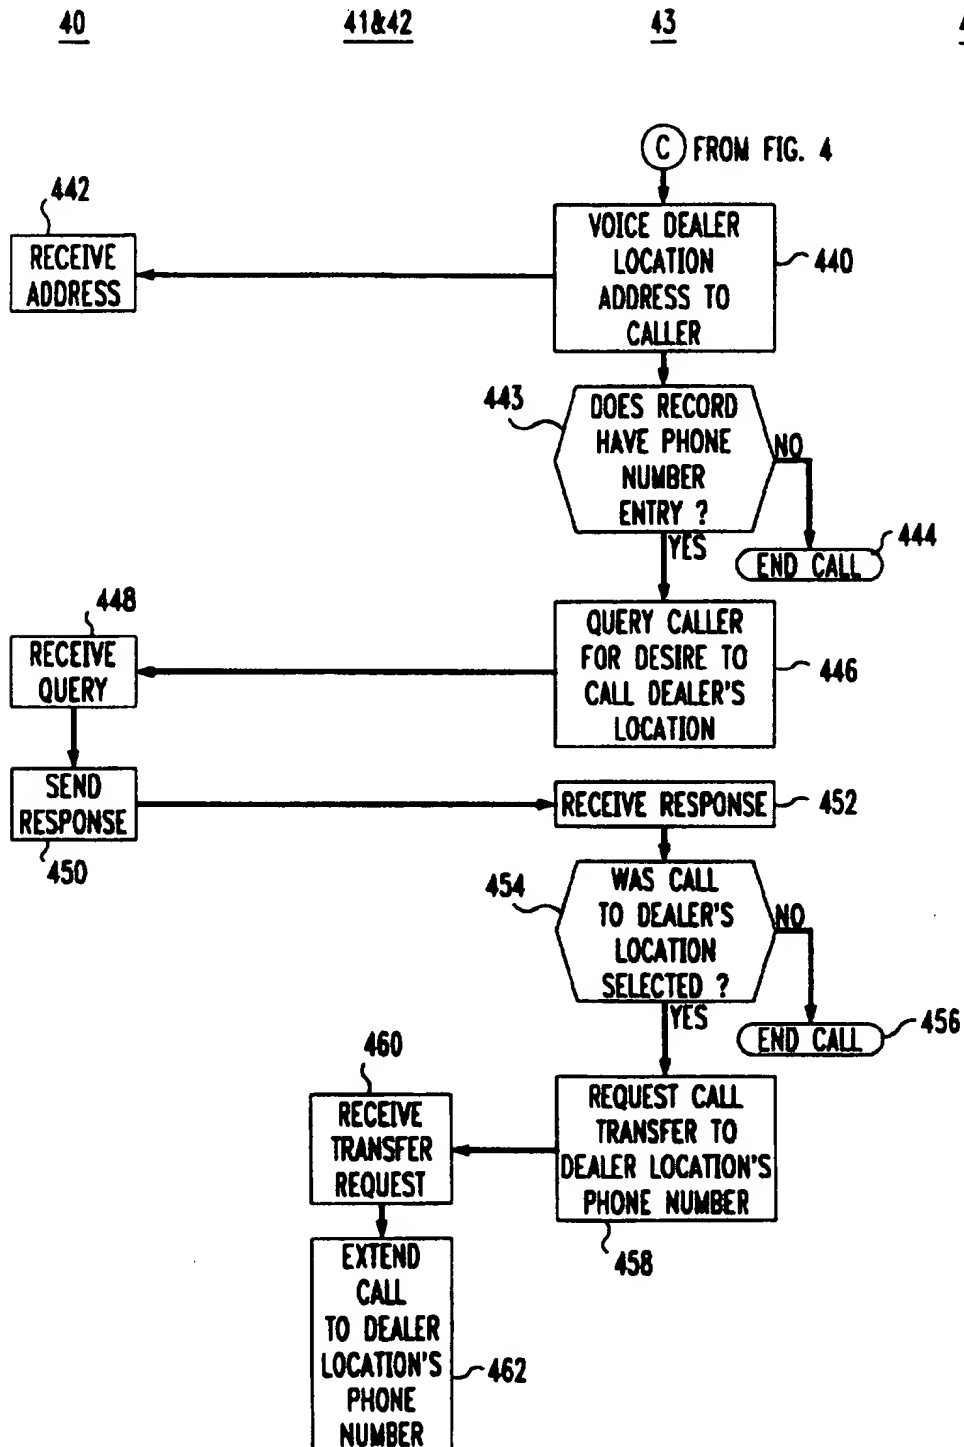 40
41&42
43
C FROM FIG. 4
442
RECEIVE
ADDRESS
VOICE DEALER
LOCATION
ADDRESS TO
CALLER
440
443
DOES RECORD
HAVE PHONE
NUMBER
ENTRY ?
NO
YES
444
END CALL
448
RECEIVE
QUERY
QUERY CALLER
FOR DESIRE TO
CALL DEALER'S
LOCATION
446
SEND
RESPONSE
450
RECEIVE RESPONSE
452
454
WAS CALL
TO DEALER'S
LOCATION
SELECTED ?
NO
YES
END CALL
456
460
RECEIVE
TRANSFER
REQUEST
REQUEST CALL
TRANSFER TO
DEALER LOCATION'S
PHONE NUMBER
458
EXTEND
CALL
TO DEALER
LOCATION'S
PHONE
NUMBER
462